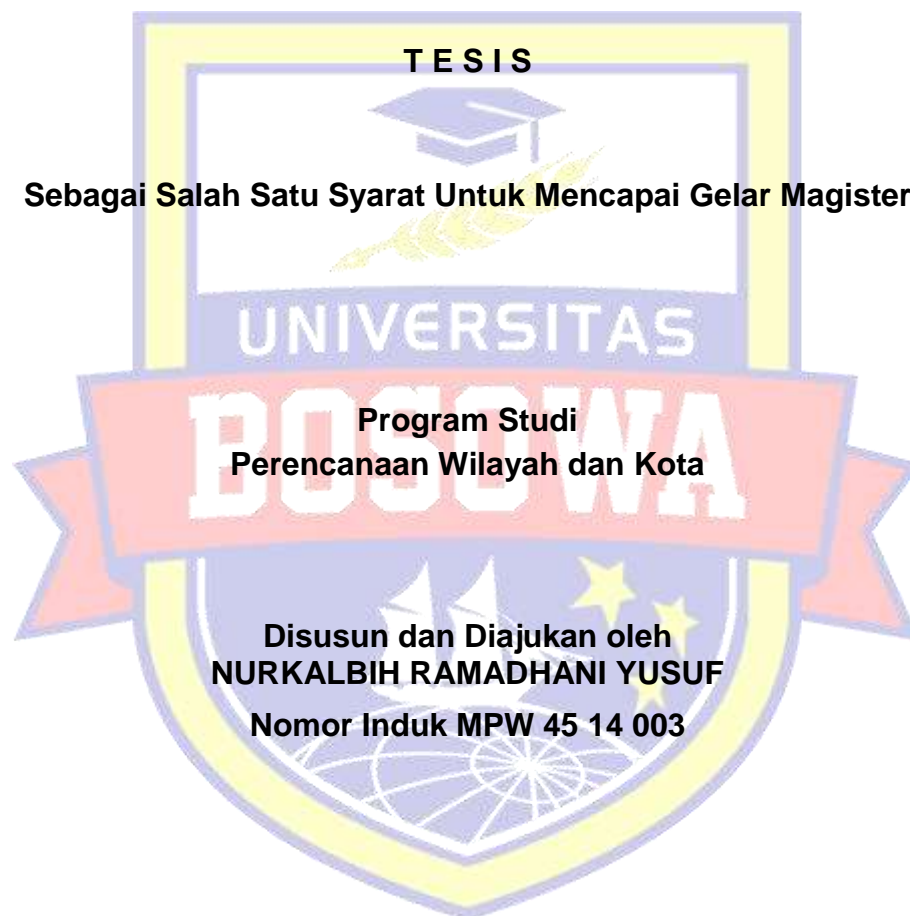 T E S I S
Sebagai Salah Satu Syarat Untuk Mencapai Gelar Magister
UNIVERSITAS
BOSOWA
Program Studi
Perencanaan Wilayah dan Kota
Disusun dan Diajukan oleh
NURKALBIH RAMADHANI YUSUF
Nomor Induk MPW 45 14 003